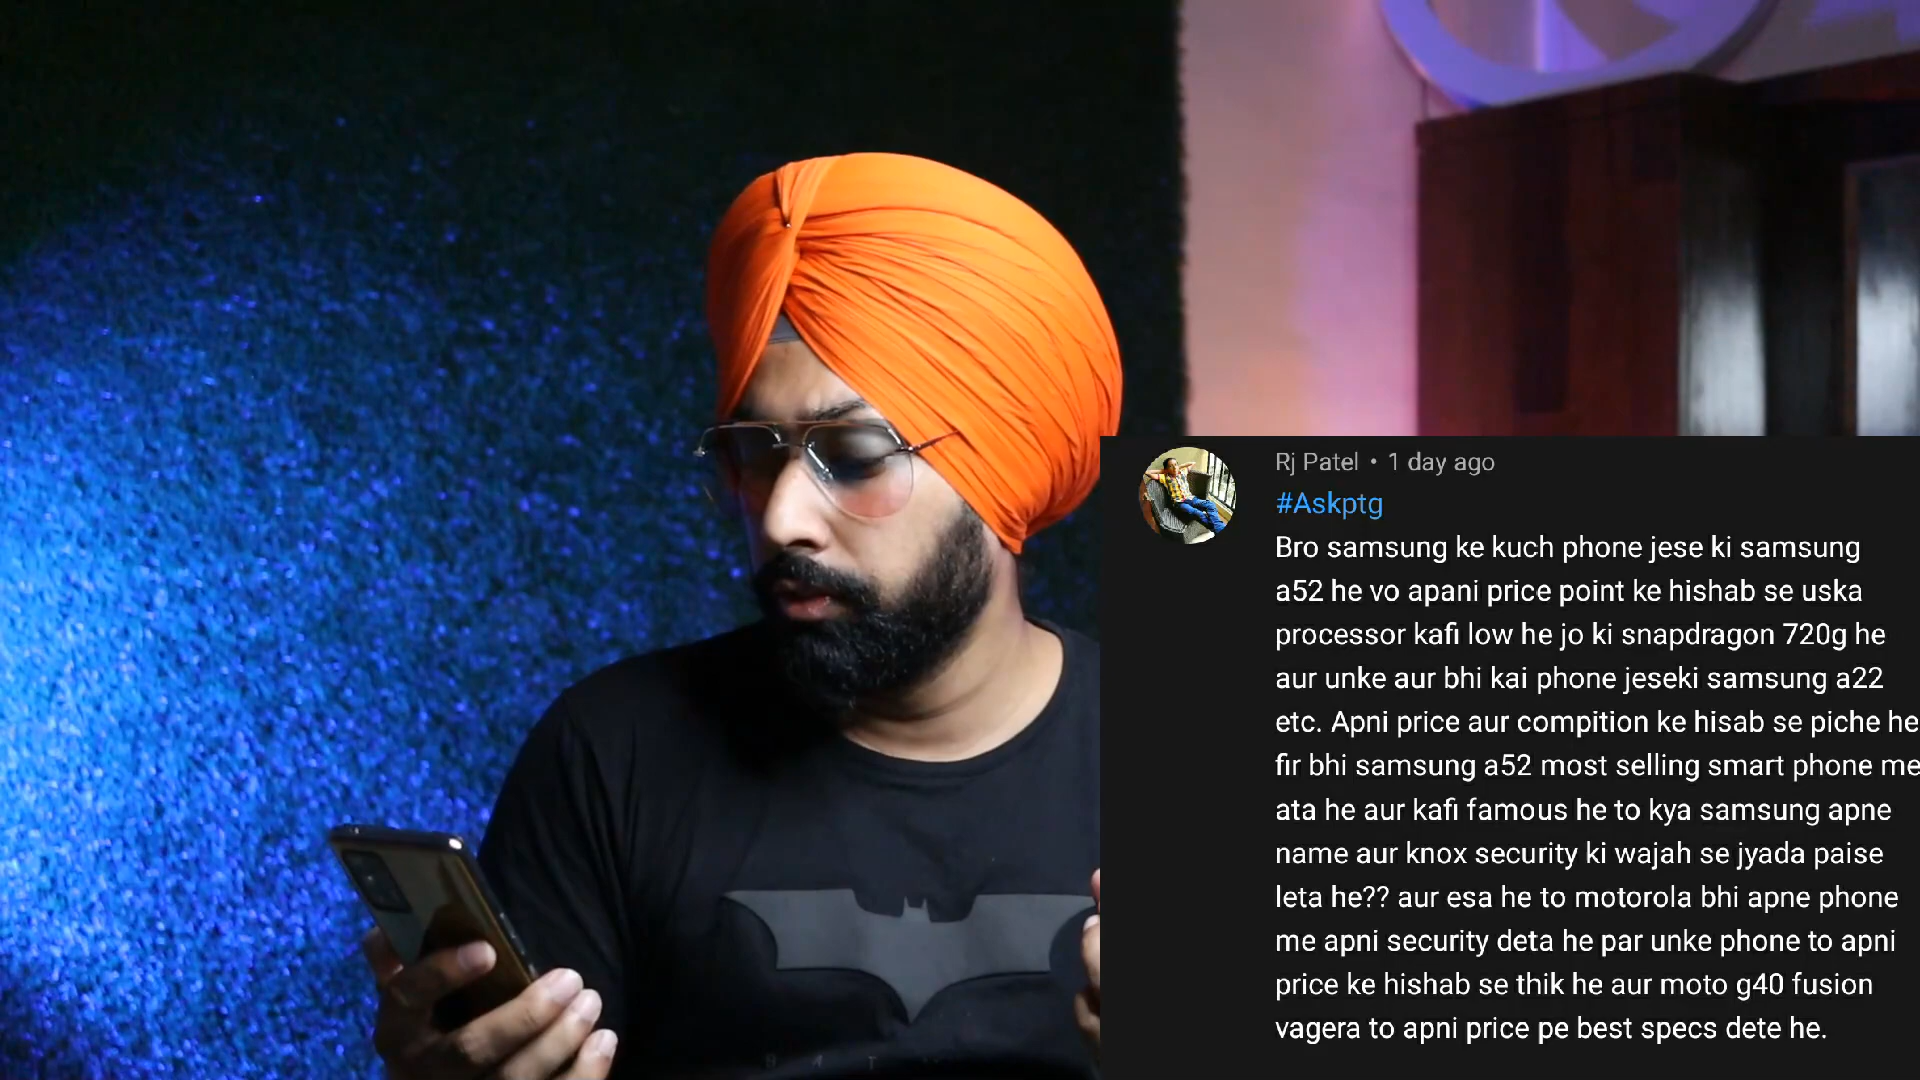 Rj Patel • 1 day ago
#Askptg
Bro samsung ke kuch phone jese ki samsung
a52 he vo apani price point ke hishab se uska
processor kafi low he jo ki snapdragon 720g he
aur unke aur bhi kai phone jeseki samsung a22
etc. Apni price aur compition ke hisab se piche he
fir bhi samsung a52 most selling smart phone me
ata he aur kafi famous he to kya samsung apne
name aur knox security ki wajah se jyada paise
leta he?? aur esa he to motorola bhi apne phone
me apni security deta he par unke phone to apni
price ke hishab se thik he aur moto g40 fusion
vagera to apni price pe best specs dete he.